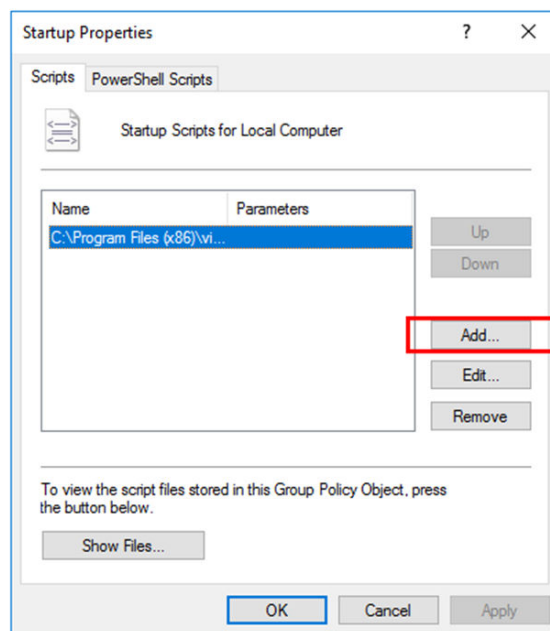 Startup Properties
?
Scripts
PowerShell Scripts
Startup Scripts for Local Computer
Name Parameters
C:\Program Files (x86)\vi...
Up
Down
Add...
Edit...
Remove
To view the script files stored in this Group Policy Object, press
the button below.
Show Files...
OK Cancel Apply